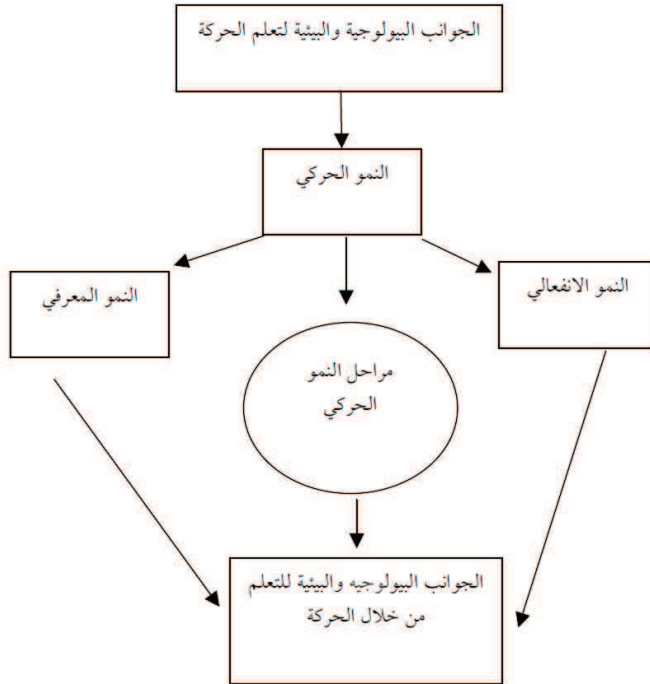 الجوانب البيولوجية والبيئية لتعلم الحركة
النمو الحركي
النمو الانفعالي
النمو المعرفي
مراحل النمو
الحركي
الجوانب البيولوجيه والبيئية للتعلم
من خلال الحركة